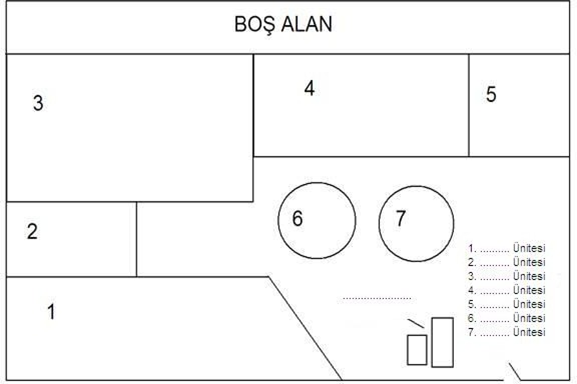 BOŞ ALAN
3
4
5
2
6
7
1
1. .......... Ünitesi
2. .......... Ünitesi
3. .......... Ünitesi
4. .......... Ünitesi
5. .......... Ünitesi
6. .......... Ünitesi
7. .......... Ünitesi
.......................